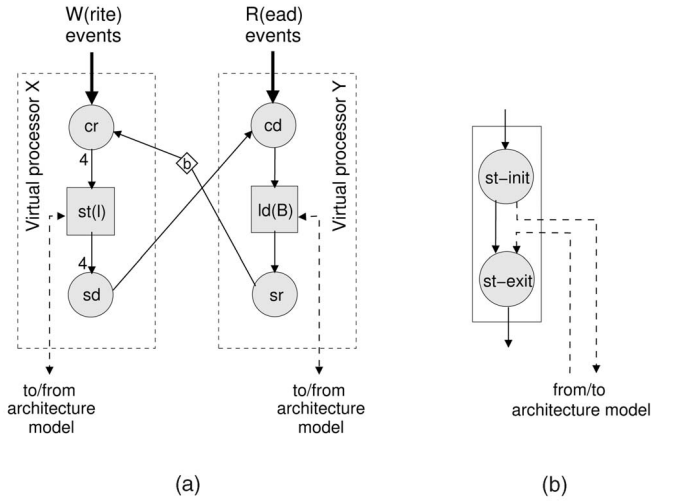 W(rite)
events
R(ead)
events
Virtual processor X
cr
4
st(l)
4
sd
b
cd
ld(B)
sr
Virtual processor Y
to/from
architecture
model
to/from
architecture
model
(a)
st-init
st-exit
from/to
architecture model
(b)